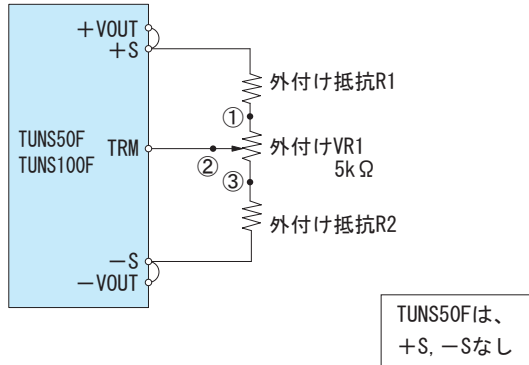 +VOUT
+S
外付け抵抗R1
①
TUNS50F
TUNS100F
TRM
②
外付けVR1
5kΩ
③
外付け抵抗R2
−S
−VOUT
TUNS50Fは、
+S, −Sなし